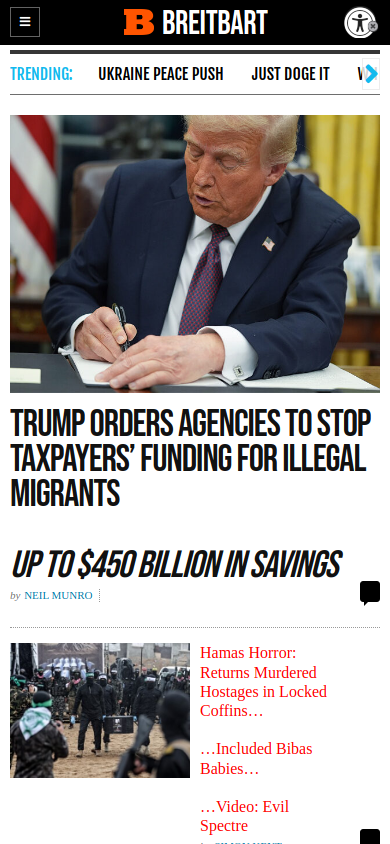 BREITBART
TRENDING:
UKRAINE PEACE PUSH
JUST DOGE IT
TRUMP ORDERS AGENCIES TO STOP
TAXPAYERS’ FUNDING FOR ILLEGAL
MIGRANTS
UP TO $450 BILLION IN SAVINGS
by NEIL MUNRO
Hamas Horror:
Returns Murdered
Hostages in Locked
Coffins…
…Included Bibas
Babies…
…Video: Evil
Spectre